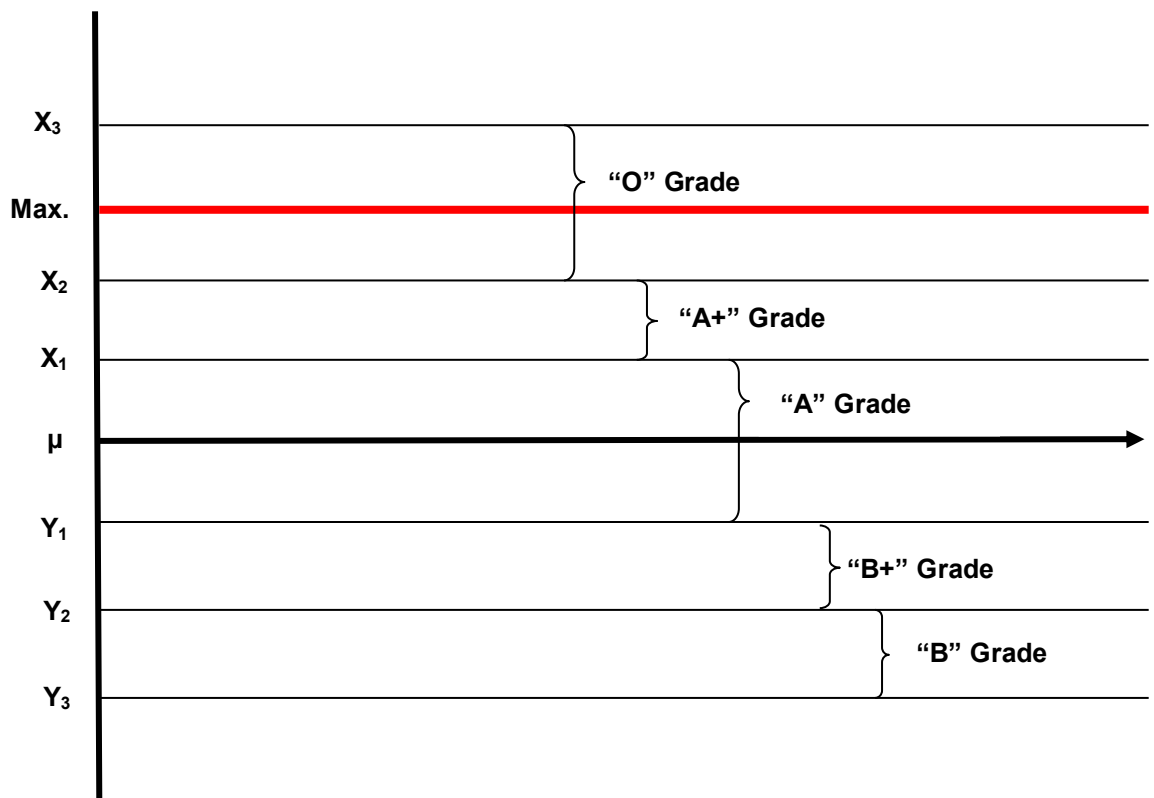 X₃
“O” Grade
Max.
X₂
“A+” Grade
X₁
“A” Grade
µ
Y₁
“B+” Grade
Y₂
“B” Grade
Y₃